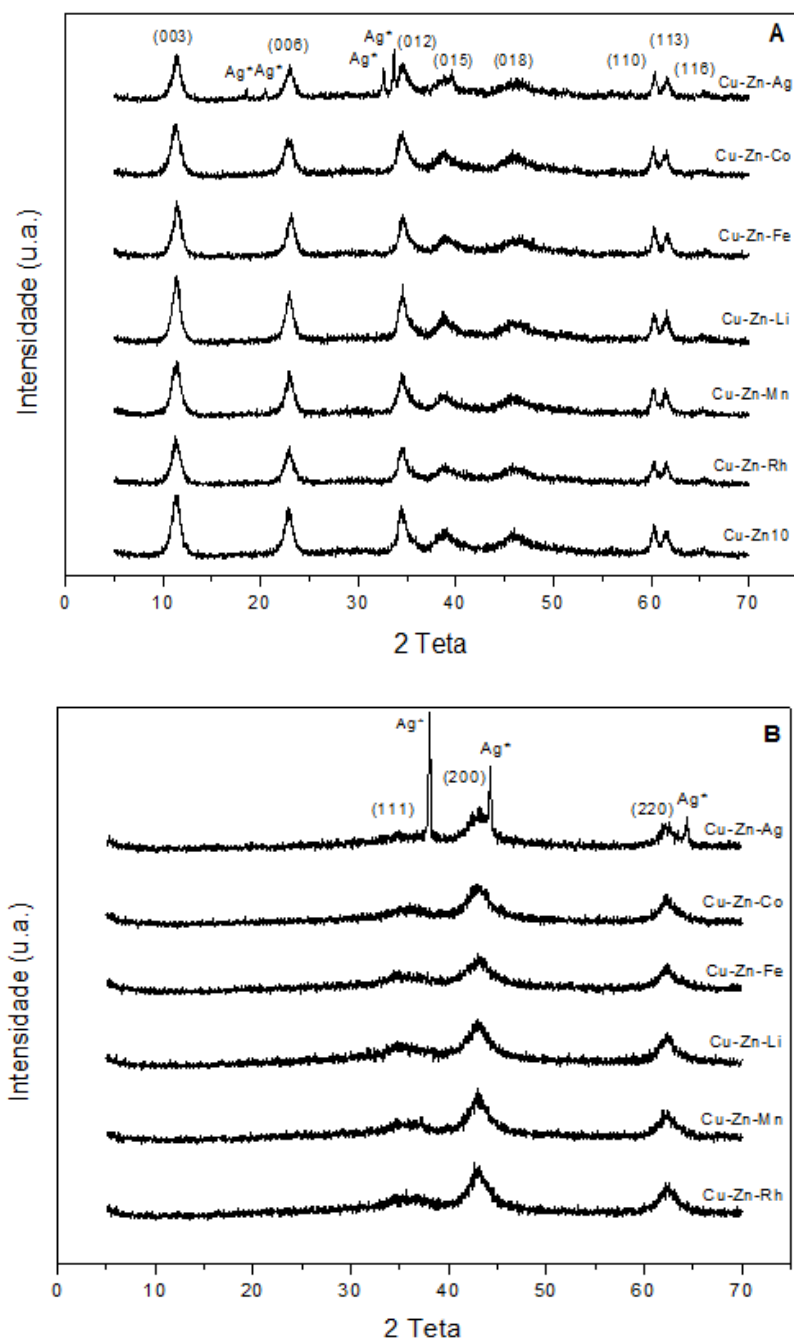 A
(003)
(006)
Ag*
(012)
(113)
Ag*
Ag*
Ag*
(015)
(018)
(110)
(116)
Cu-Zn-Ag
Cu-Zn-Co
Cu-Zn-Fe
Cu-Zn-Li
Cu-Zn-Mn
Cu-Zn-Rh
Cu-Zn10
Intensidade (u.a.)
0 10 20 30 40 50 60 70
2 Teta
B
Ag*
Ag*
(200)
(111)
(220)
Ag*
Cu-Zn-Ag
Cu-Zn-Co
Cu-Zn-Fe
Cu-Zn-Li
Cu-Zn-Mn
Cu-Zn-Rh
Intensidade (u.a.)
0 10 20 30 40 50 60 70
2 Teta